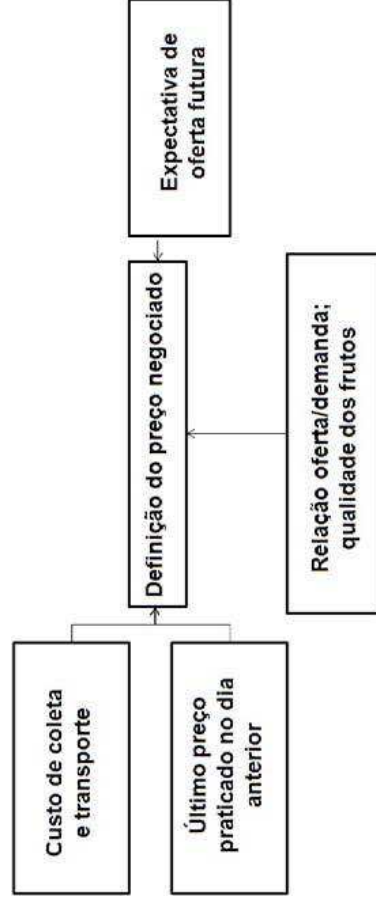 Custo de coleta
e transporte
Último preço
praticado no dia
anterior
Definição do preço negociado
Expectativa de
oferta futura
Relação oferta/demanda;
qualidade dos frutos